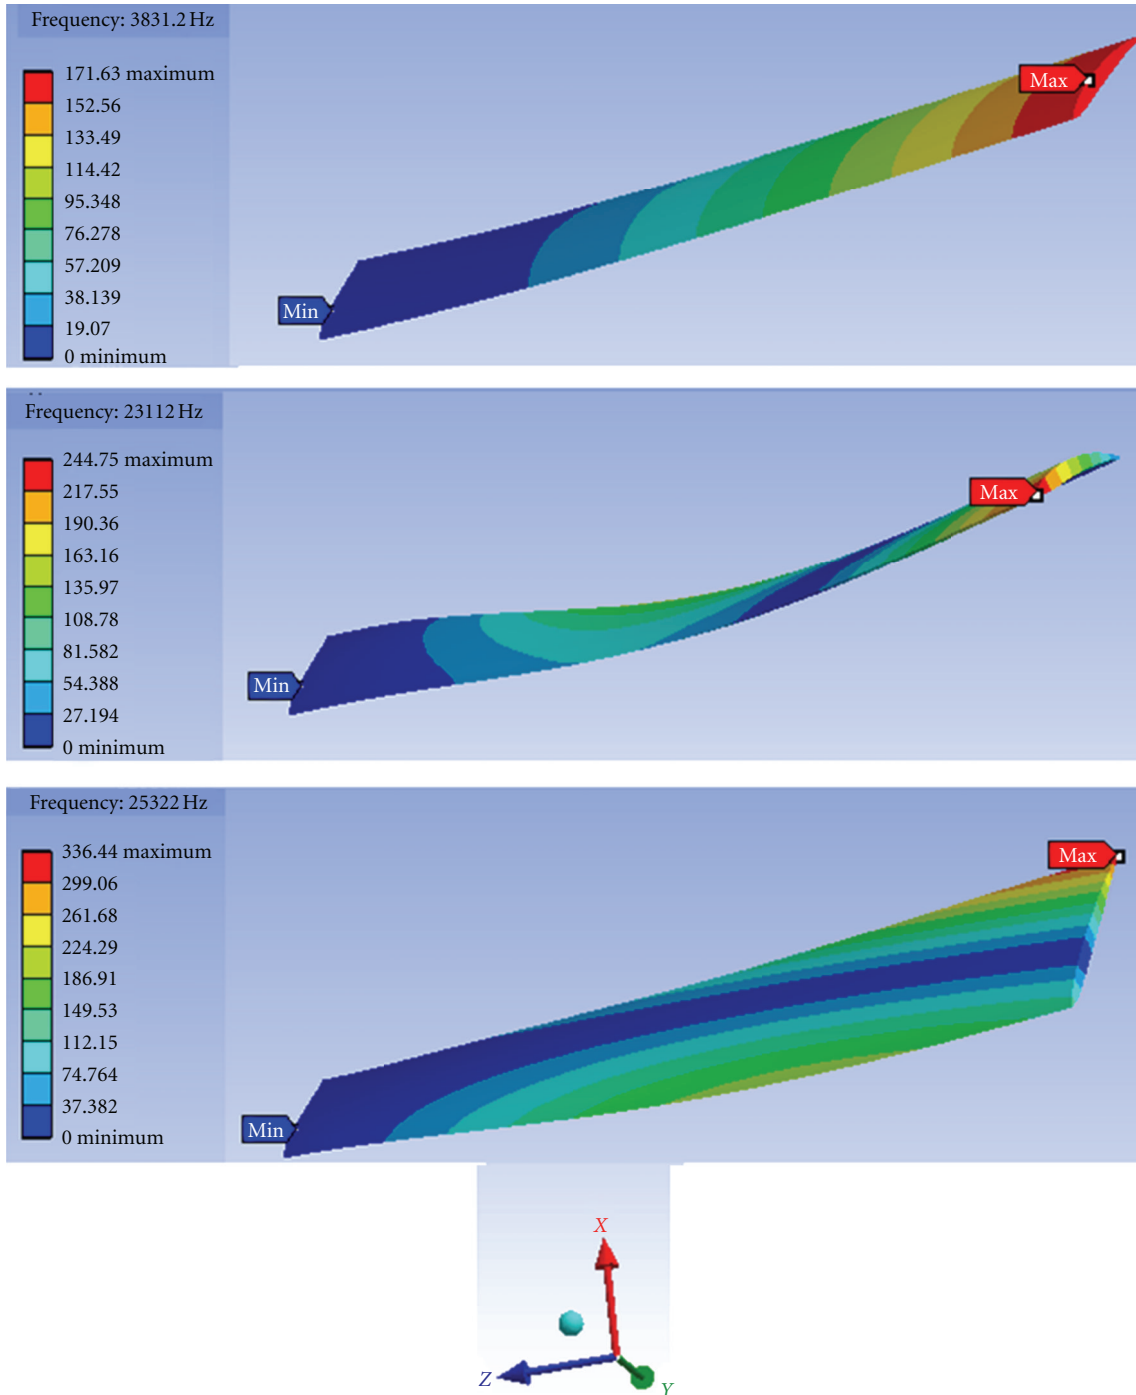 Frequency: 3831.2 Hz
171.63 maximum
152.56
133.49
114.42
95.348
76.278
57.209
38.139
19.07
0 minimum
Max
Min
Frequency: 23112 Hz
244.75 maximum
217.55
190.36
163.16
135.97
108.78
81.582
54.388
27.194
0 minimum
Max
Min
Frequency: 25322 Hz
336.44 maximum
299.06
261.68
224.29
186.91
149.53
112.15
74.764
37.382
0 minimum
Max
Min
X
Z
Y